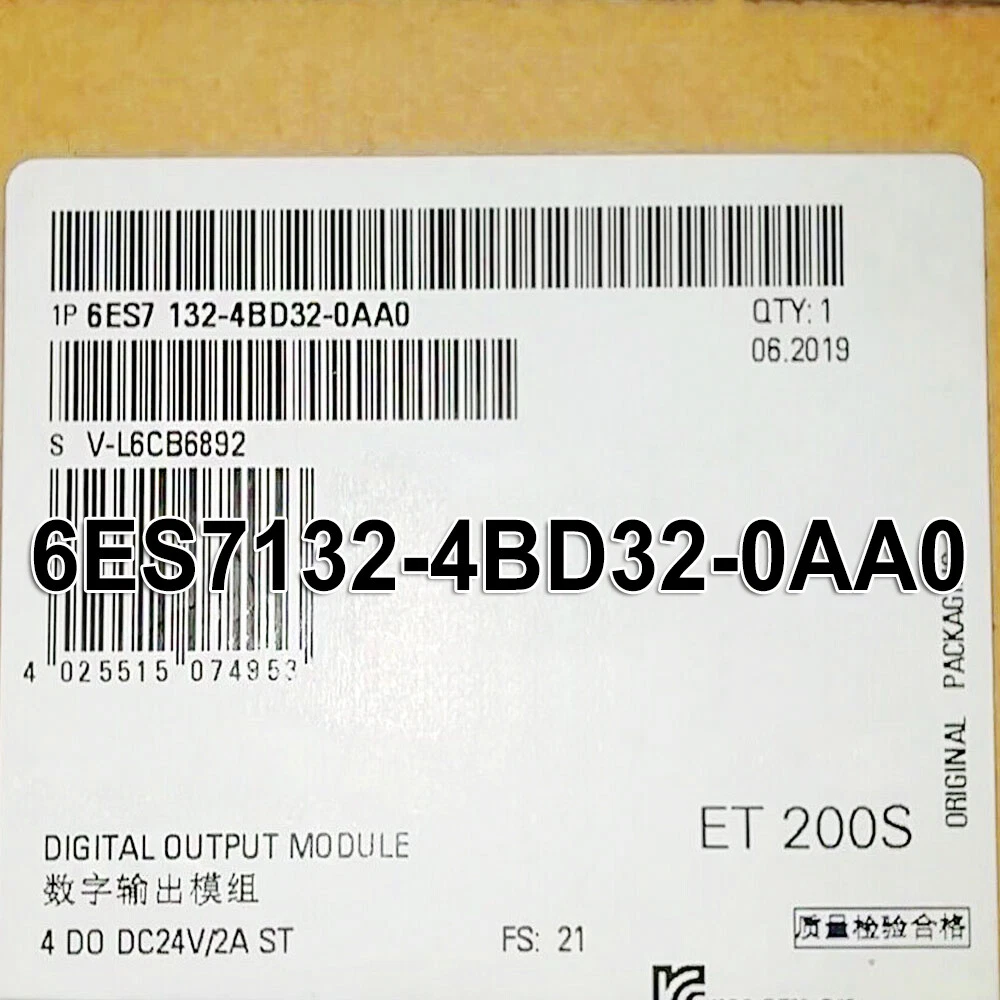 1P 6ES7 132-4BD32-0AA0
QTY: 1
06.2019
S V-L6CB6892
6ES7132-4BD32-0AA0
4 025515 074953
ORIGINAL
ET 200S
DIGITAL OUTPUT MODULE
数字输出模组
4 DO DC24V/2A ST
FS: 21
质量检验合格